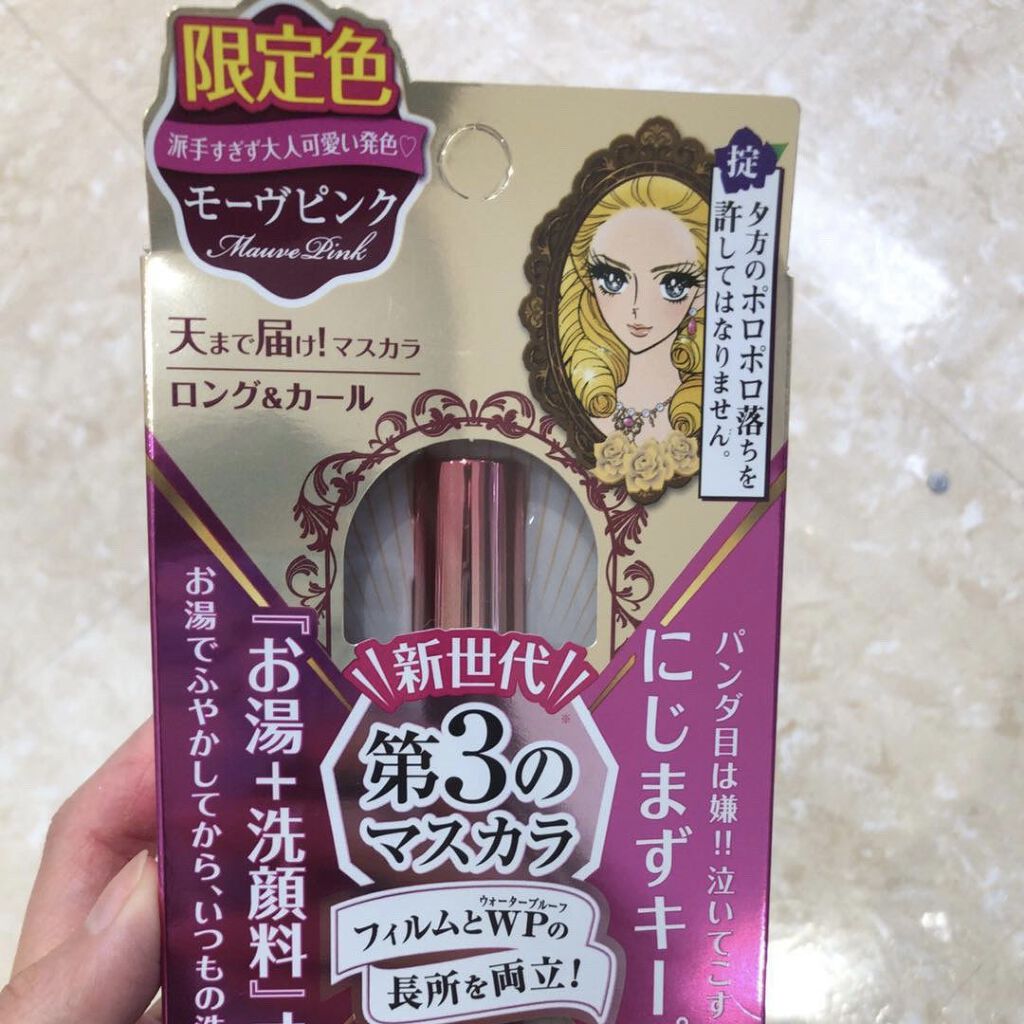 限定色
派手すぎず大人可愛い発色♡
モーヴピンク
Mauve Pink
天まで届け!マスカラ
ロング&カール
掟
夕方のポロポロ落ちを
許してはなりません。
新世代
第3の※
マスカラ
ウォータープルーフ
フィルムとWPの
長所を両立!
パンダ目は嫌!!泣いてこす
にじまずキー。
『お湯+洗顔料』
お湯でふやかしてから、いつもの洗